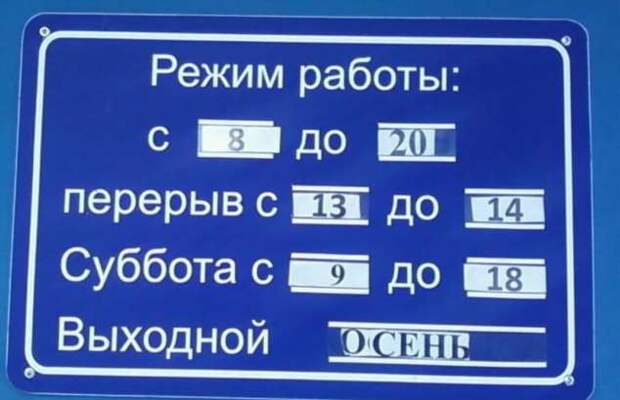 Режим работы:
с 8 до 20
перерыв с 13 до 14
Суббота с 9 до 18
Выходной ОСЕНЬ